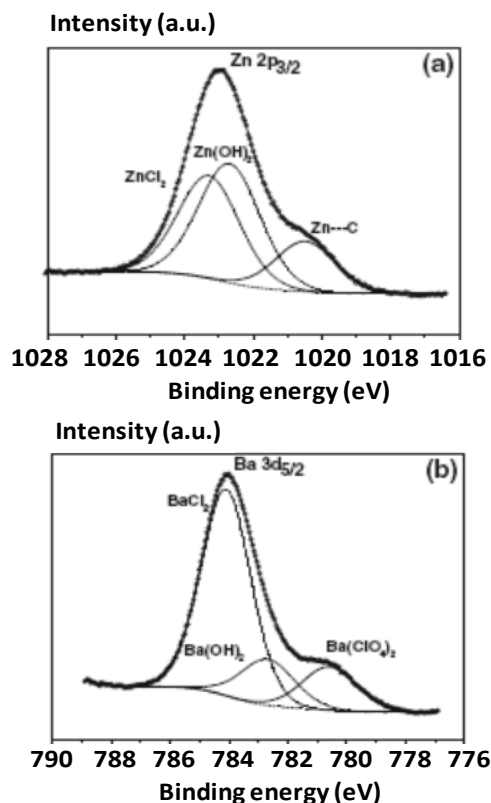 Intensity (a.u.)
Zn 2p3/2
(a)
Zn(OH)2
ZnCl2
Zn---C
1028 1026 1024 1022 1020 1018 1016
Binding energy (eV)
Intensity (a.u.)
Ba 3d5/2
(b)
BaCl2
Ba(OH)2
Ba(ClO4)2
790 788 786 784 782 780 778 776
Binding energy (eV)